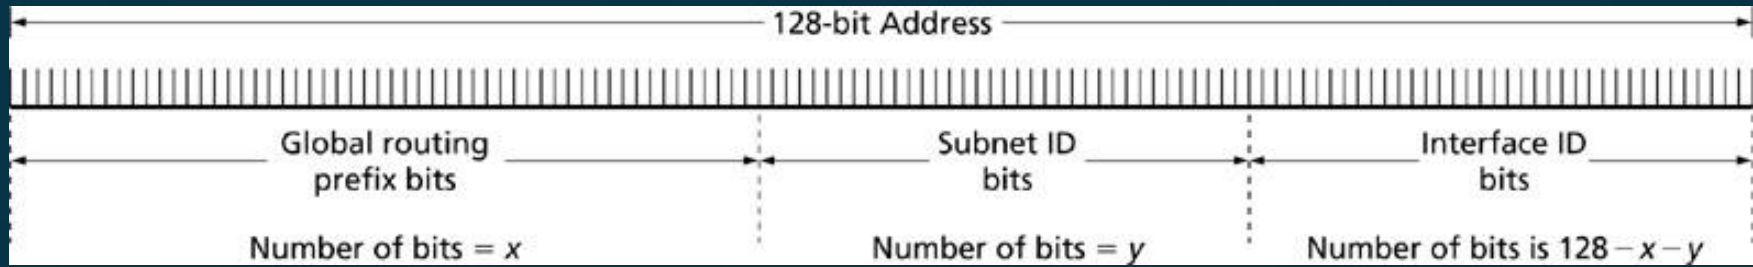 128-bit Address
Global routing
prefix bits
Subnet ID
bits
Interface ID
bits
Number of bits = x
Number of bits = y
Number of bits is 128 – x – y